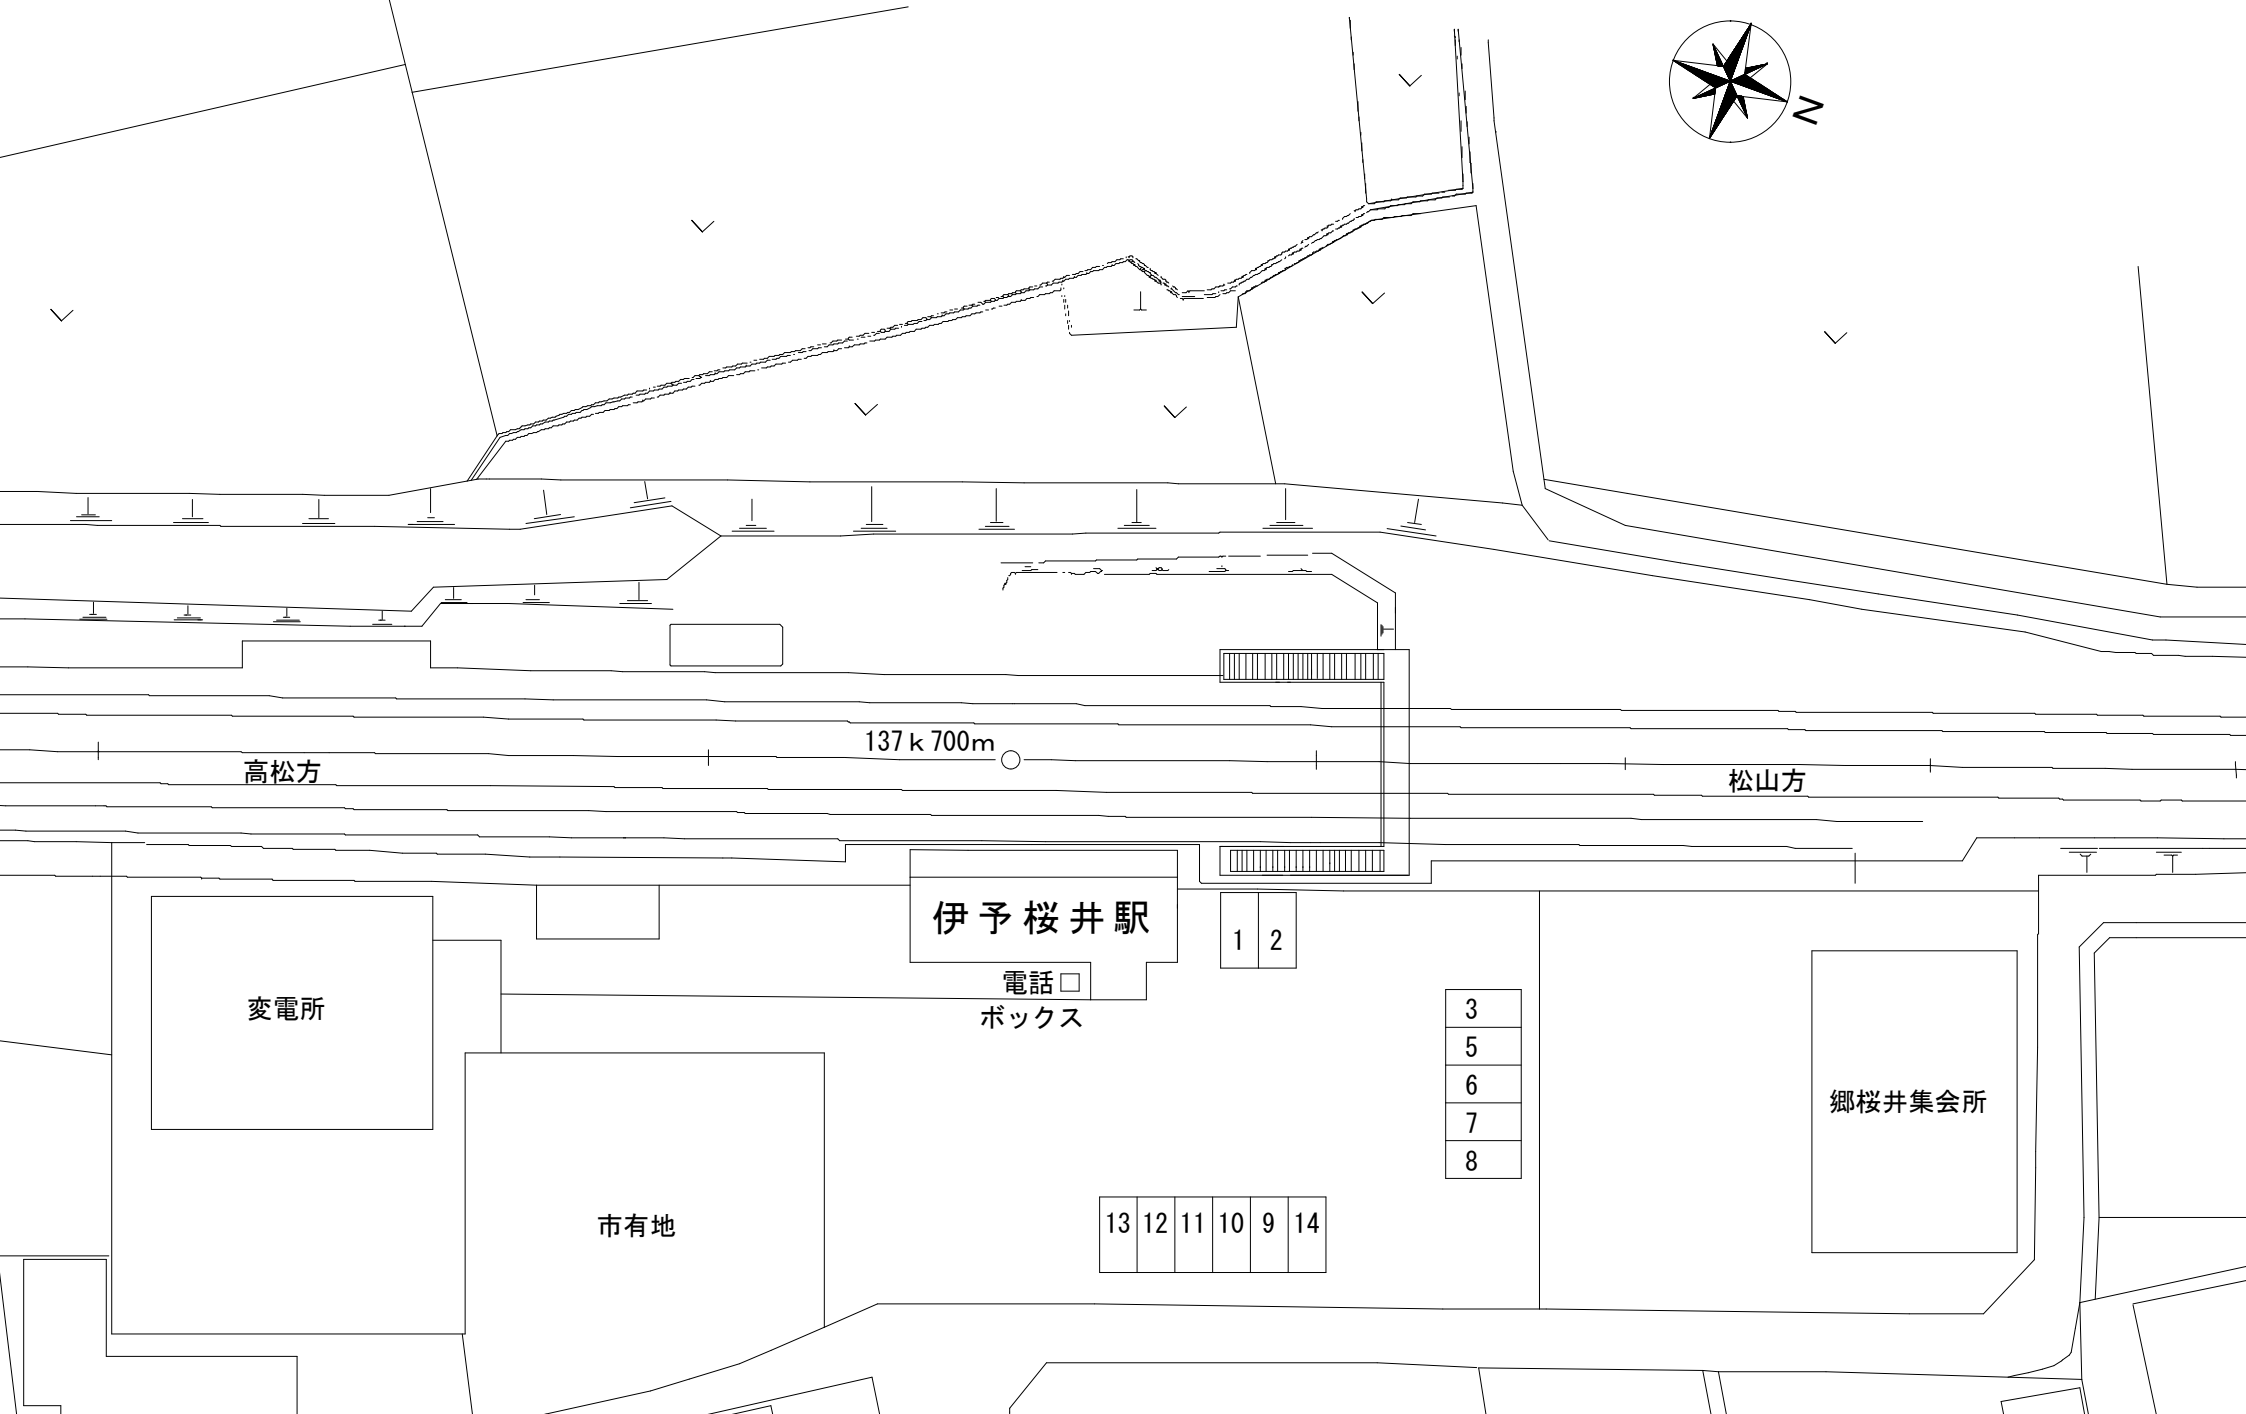 N
137k700m
高松方
松山方
伊予桜井駅
1 2
電話
ボックス
変電所
3
5
6
7
8
郷桜井集会所
市有地
13 12 11 10 9 14